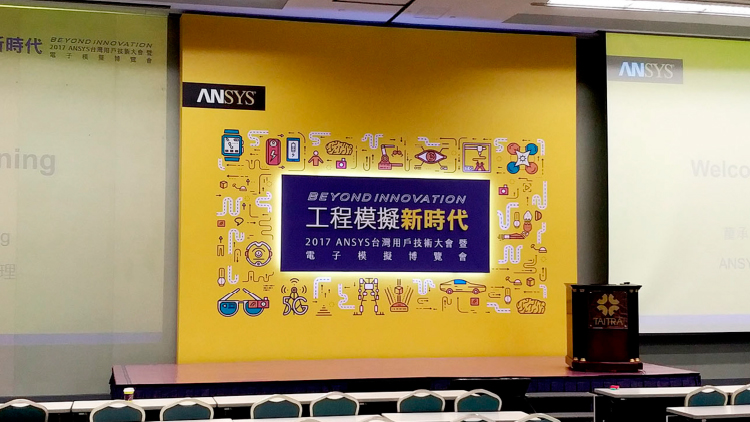 新時代
BEYOND INNOVATION
2017 ANSYS台灣用戶技術大會暨
電子模擬博覽會
ning
g
理
ANSYS
BEYOND INNOVATION
工程模擬新時代
2017 ANSYS台灣用戶技術大會暨
電子模擬博覽會
5G
TAITRA
ANSYS
Welco
ANSY